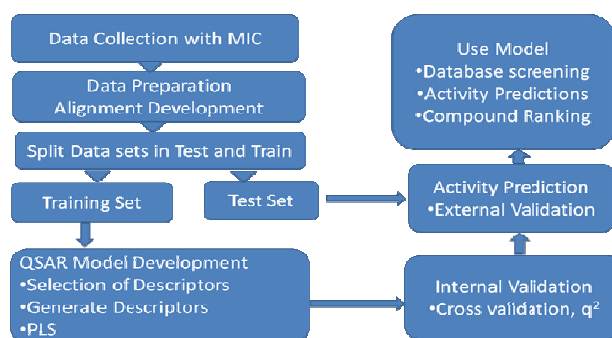 Data Collection with MIC
Data Preparation
Alignment Development
Split Data sets in Test and Train
Training Set
Test Set
QSAR Model Development
•Selection of Descriptors
•Generate Descriptors
•PLS
Internal Validation
•Cross validation, q²
Activity Prediction
•External Validation
Use Model
•Database screening
•Activity Predictions
•Compound Ranking